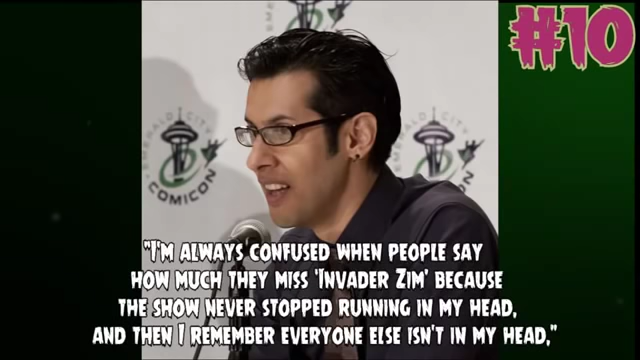 #10
EMERALD CITY
COMICON
"I'M ALWAYS CONFUSED WHEN PEOPLE SAY
HOW MUCH THEY MISS 'INVADER ZIM' BECAUSE
THE SHOW NEVER STOPPED RUNNING IN MY HEAD,
AND THEN I REMEMBER EVERYONE ELSE ISN'T IN MY HEAD,"